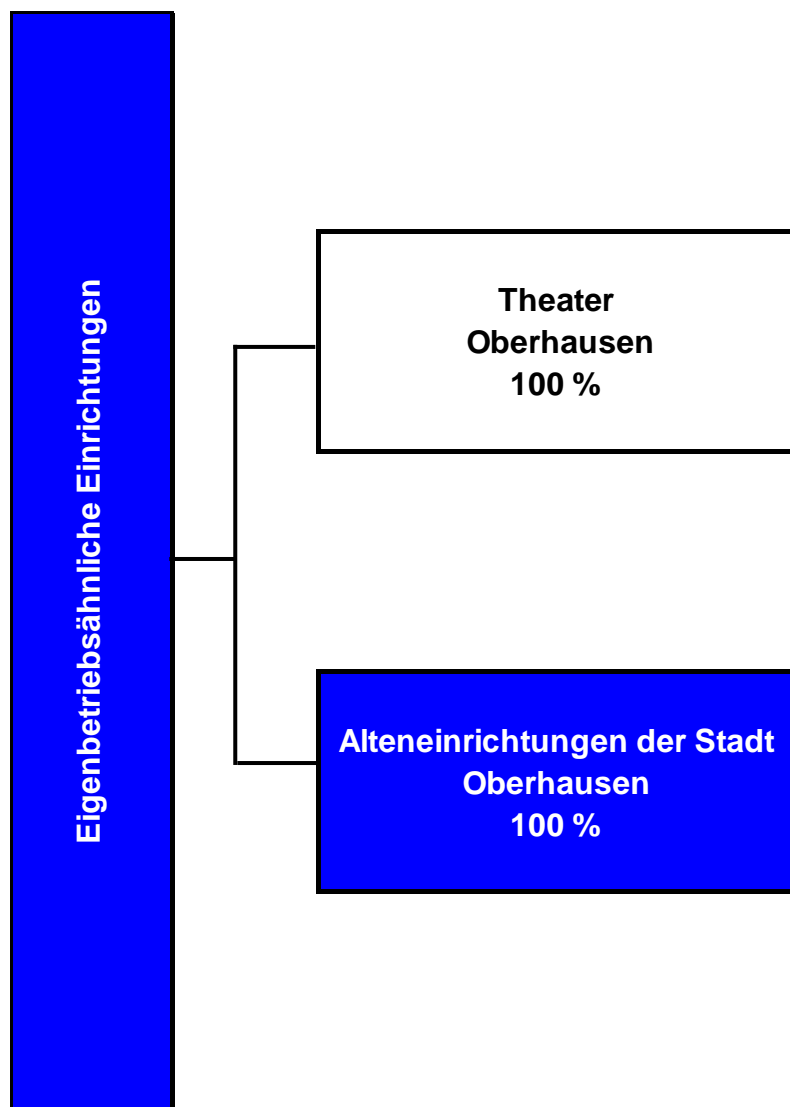 Eigenbetriebsähnliche Einrichtungen
Theater
Oberhausen
100 %
Alteneinrichtungen der Stadt
Oberhausen
100 %